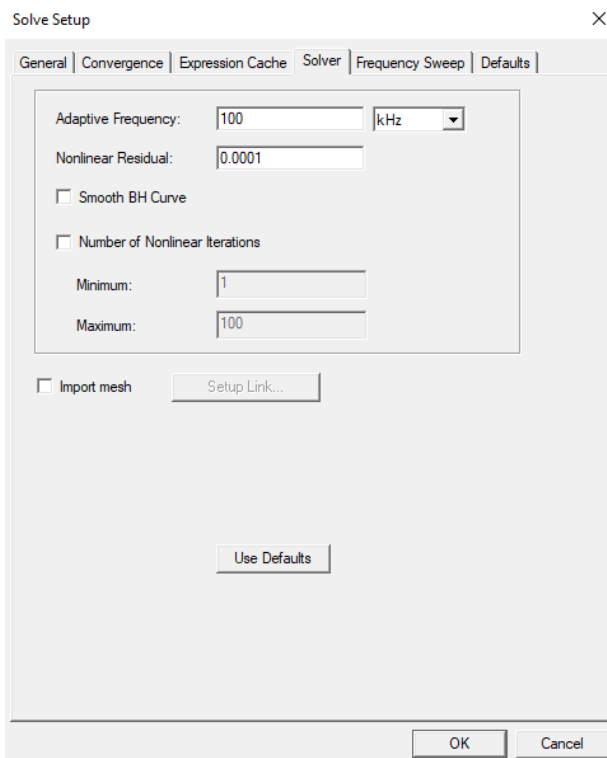 Solve Setup
General Convergence Expression Cache Solver Frequency Sweep Defaults
Adaptive Frequency: 100 kHz
Nonlinear Residual: 0.0001
Smooth BH Curve
Number of Nonlinear Iterations
Minimum: 1
Maximum: 100
Import mesh Setup Link...
Use Defaults
OK Cancel